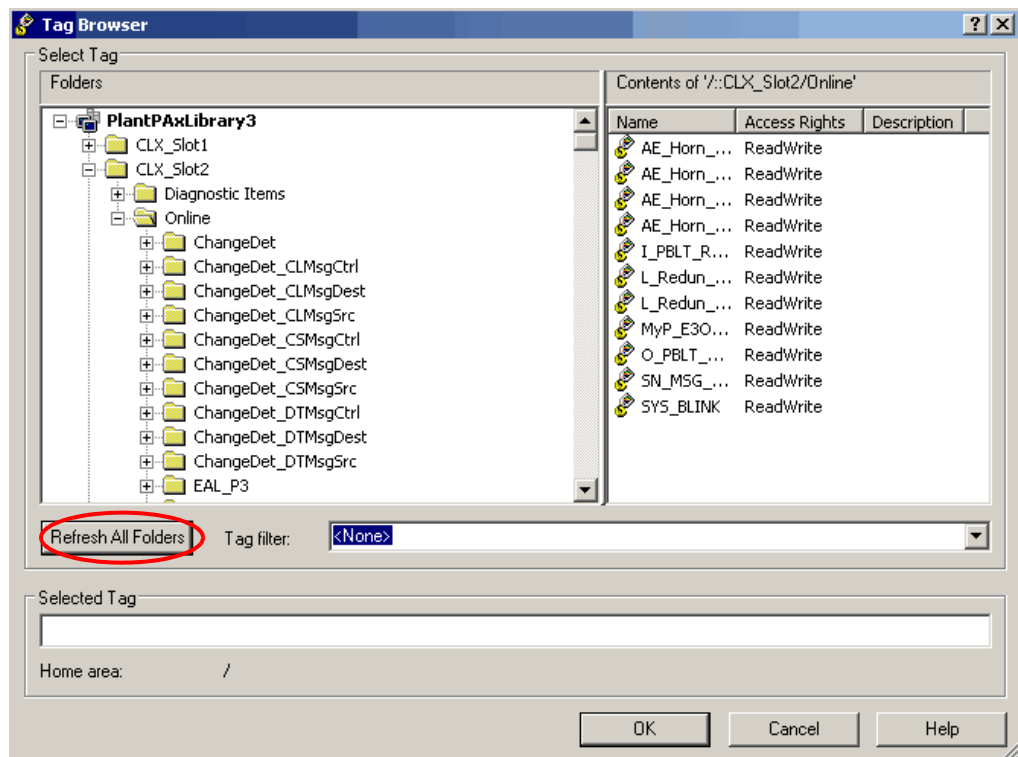 Tag Browser
Select Tag
Folders
Contents of '/::CLX_Slot2/Online'
PlantPAxLibrary3
CLX_Slot1
CLX_Slot2
Diagnostic Items
Online
ChangeDet
ChangeDet_CLMsgCtrl
ChangeDet_CLMsgDest
ChangeDet_CLMsgSrc
ChangeDet_CSMsgCtrl
ChangeDet_CSMsgDest
ChangeDet_CSMsgSrc
ChangeDet_DTMsgCtrl
ChangeDet_DTMsgDest
ChangeDet_DTMsgSrc
EAL_P3
Name Access Rights Description
AE_Horn_... ReadWrite
AE_Horn_... ReadWrite
AE_Horn_... ReadWrite
AE_Horn_... ReadWrite
I_PBLT_R... ReadWrite
L_Redun_... ReadWrite
L_Redun_... ReadWrite
MyP_E3O... ReadWrite
O_PBLT_... ReadWrite
SN_MSG_... ReadWrite
SYS_BLINK ReadWrite
Refresh All Folders Tag filter: <None>
Selected Tag
Home area: /
OK Cancel Help